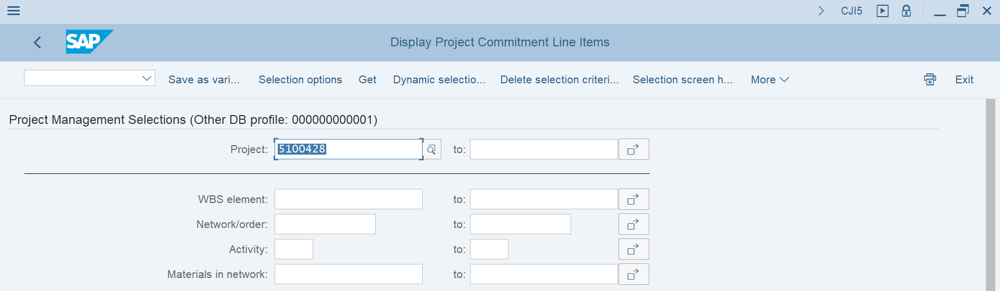 CJI5
SAP
Display Project Commitment Line Items
Save as vari... Selection options Get Dynamic selectio... Delete selection criteri... Selection screen h... More Exit
Project Management Selections (Other DB profile: 000000000001)
Project: 5100428 to:
WBS element: to:
Network/order: to:
Activity: to:
Materials in network: to: